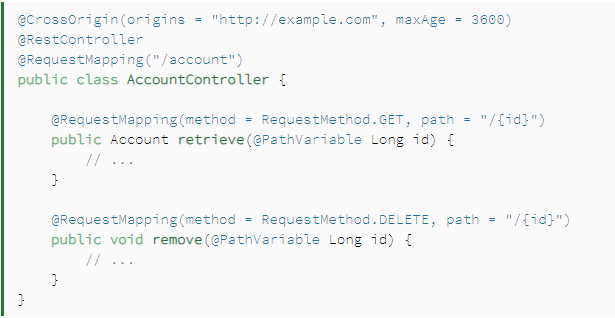 @CrossOrigin(origins = "http://example.com", maxAge = 3600)
@RestController
@RequestMapping("/account")
public class AccountController {
    @RequestMapping(method = RequestMethod.GET, path = "/{id}")
    public Account retrieve(@PathVariable Long id) {
        // ...
    }
    @RequestMapping(method = RequestMethod.DELETE, path = "/{id}")
    public void remove(@PathVariable Long id) {
        // ...
    }
}